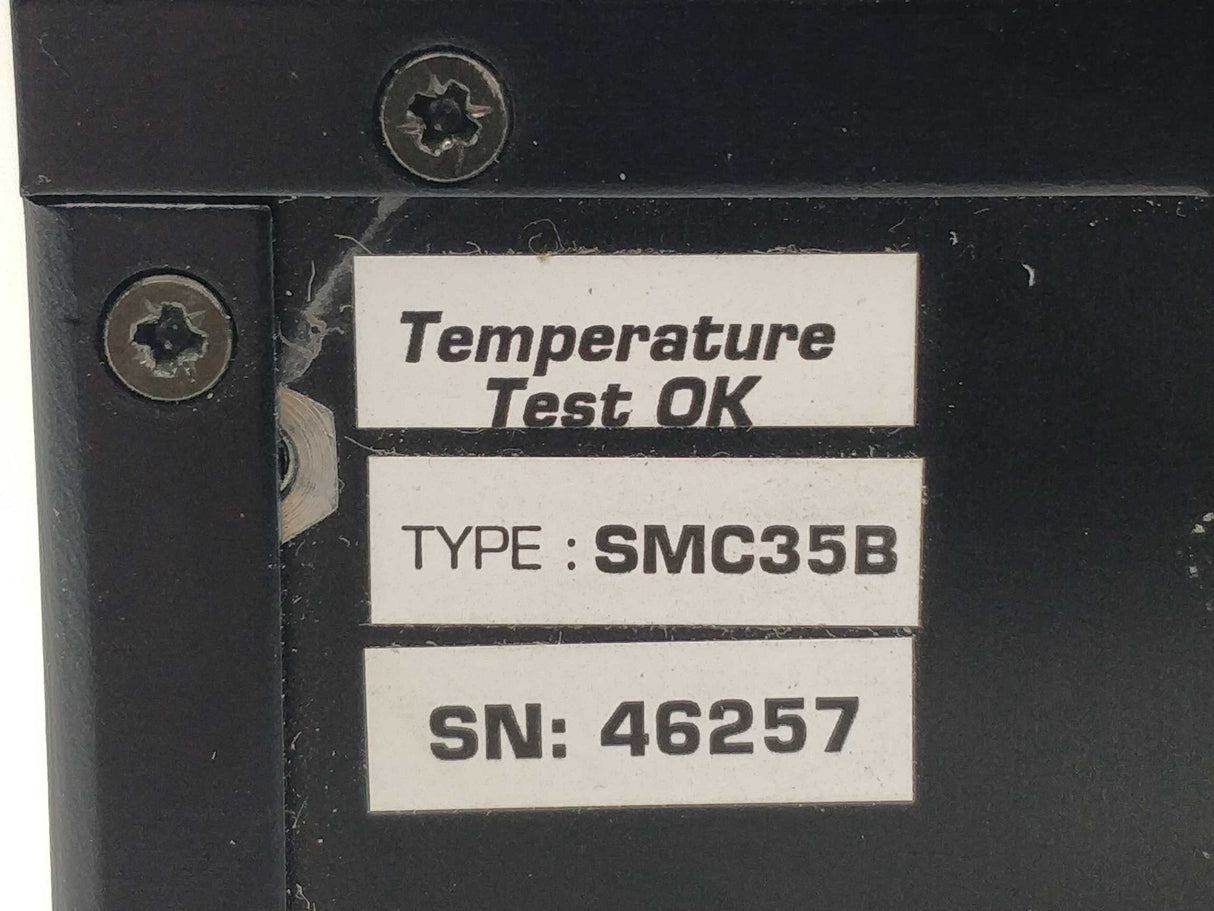 Temperature
Test OK
TYPE : SMC35B
SN: 46257